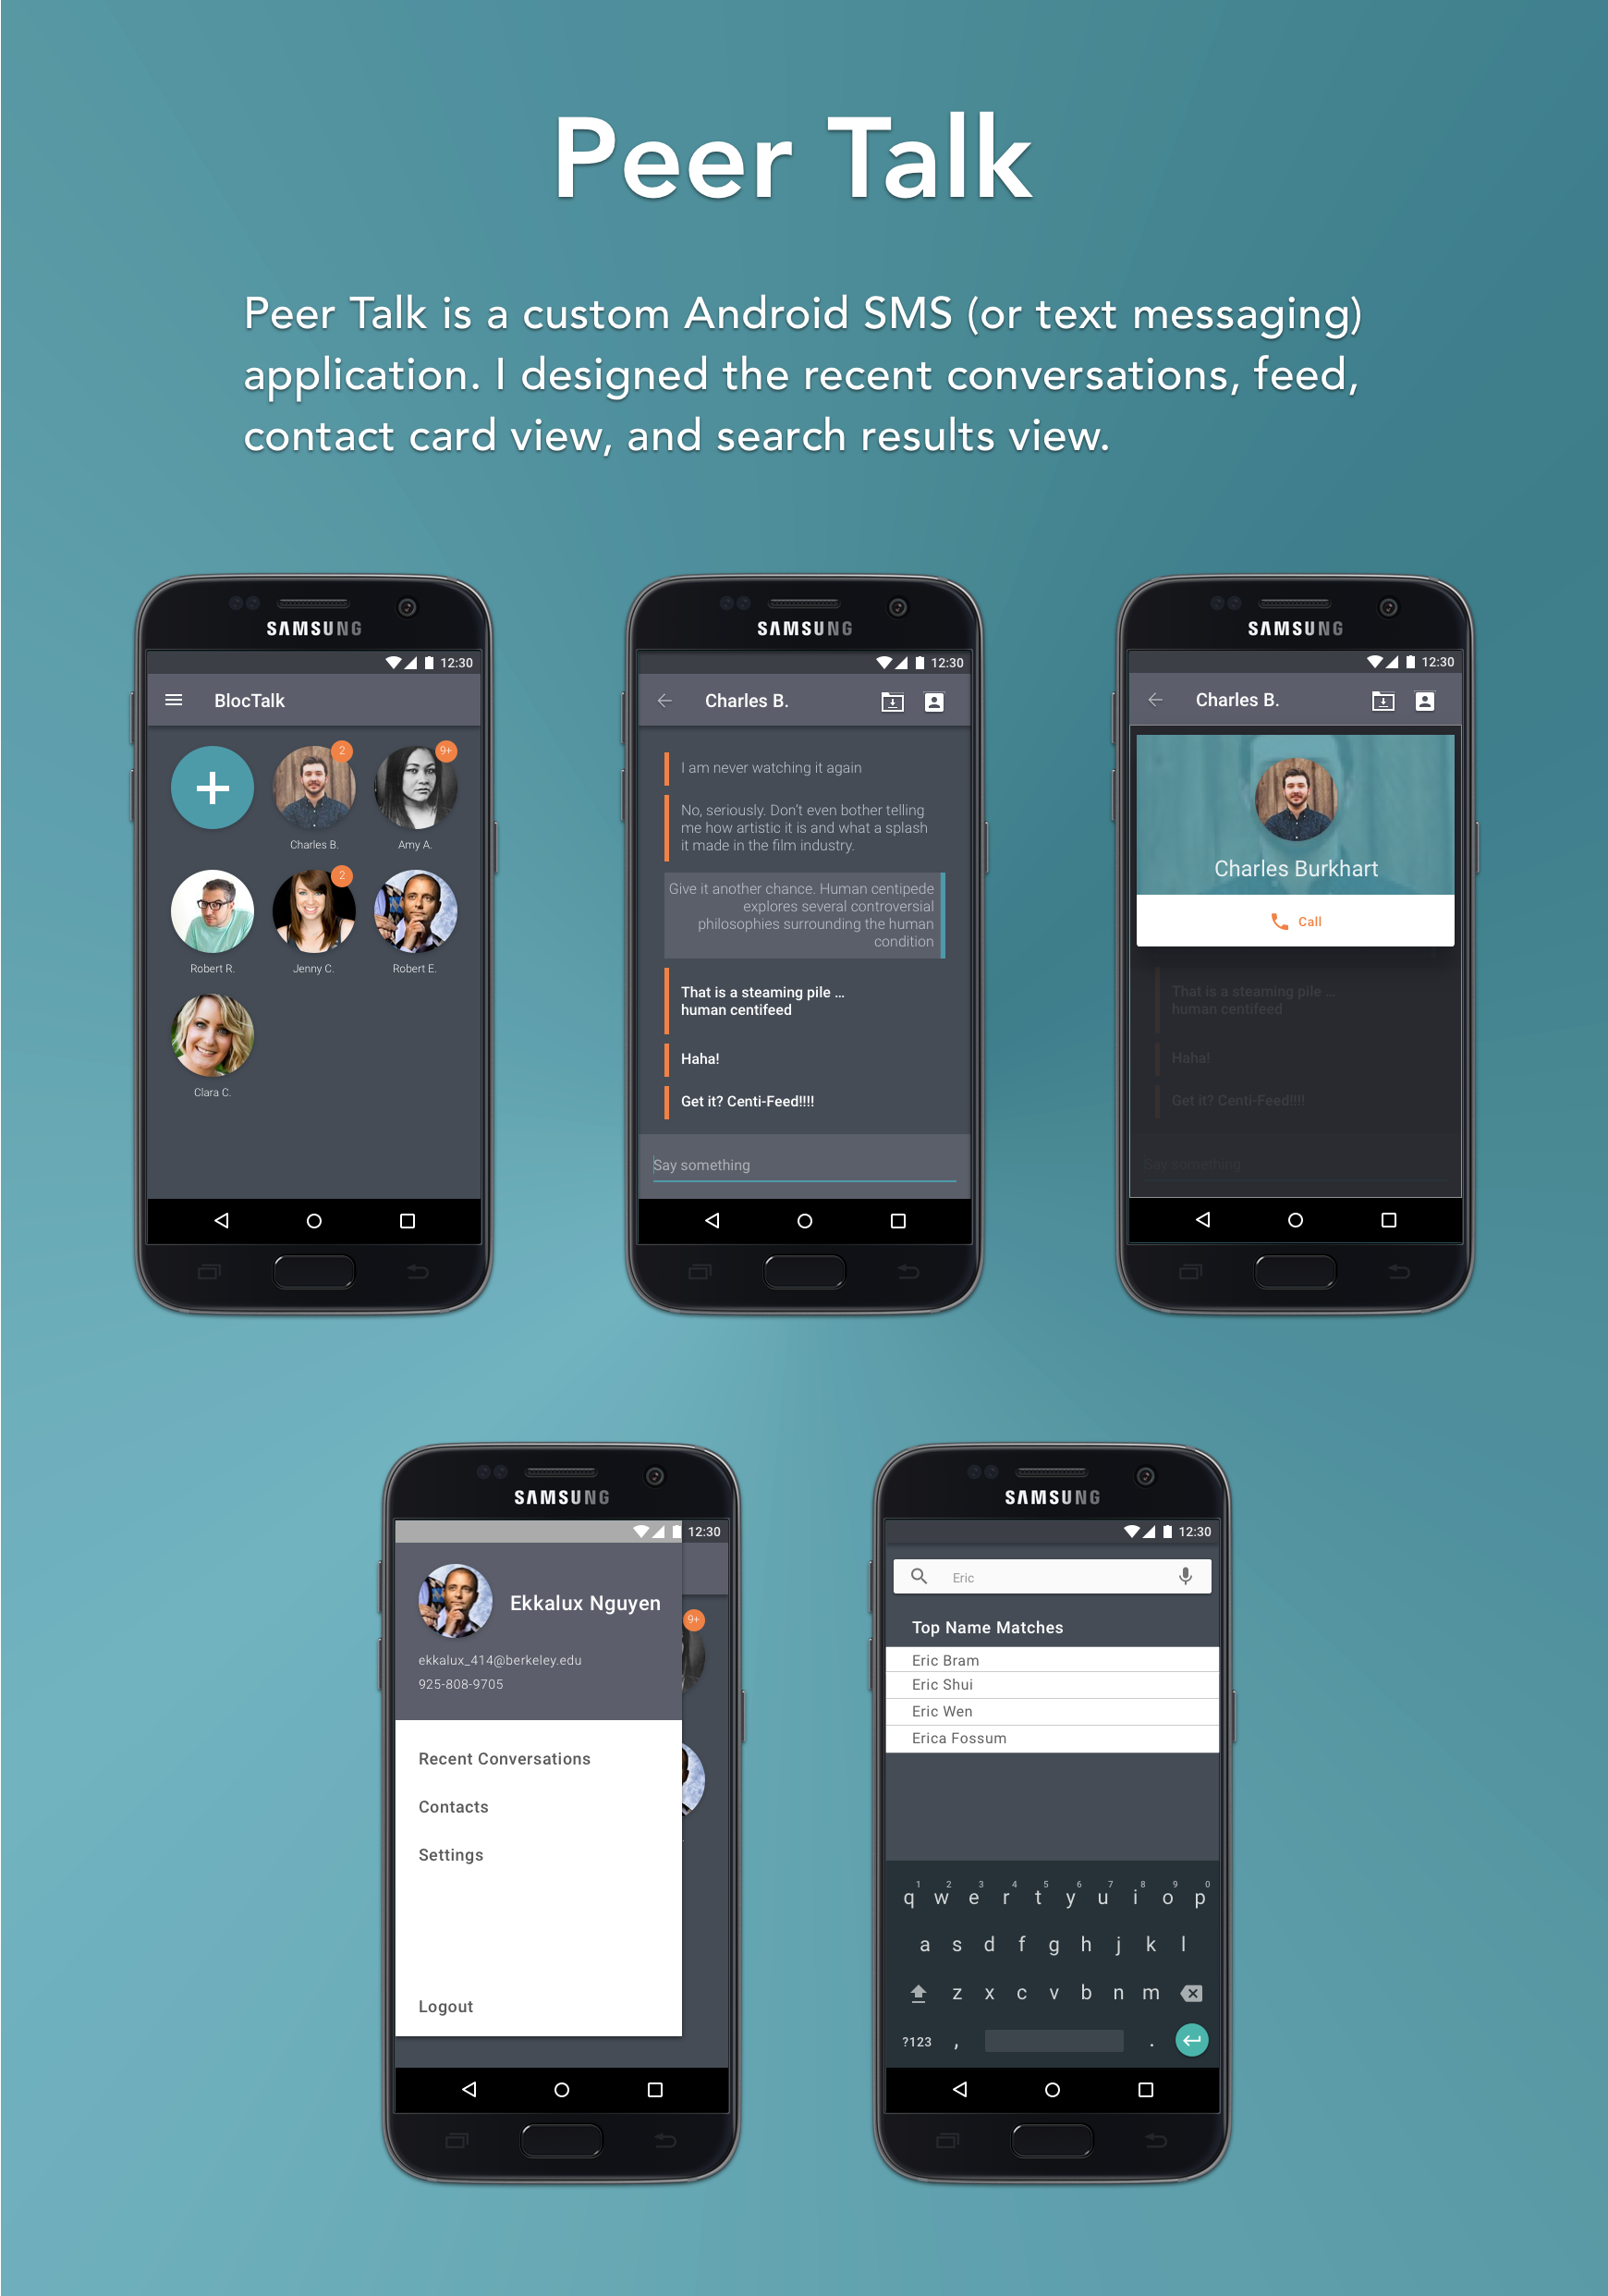 Peer Talk
Peer Talk is a custom Android SMS (or text messaging)
application. I designed the recent conversations, feed,
contact card view, and search results view.
SAMSUNG
12:30
BlocTalk
2
9+
Charles B.
Amy A.
2
Robert R.
Jenny C.
Robert E.
Clara C.
SAMSUNG
12:30
Charles B.
I am never watching it again
No, seriously. Don't even bother telling
me how artistic it is and what a splash
it made in the film industry.
Give it another chance. Human centipede
explores several controversial
philosophies surrounding the human
condition
That is a steaming pile ...
human centifeed
Haha!
Get it? Centi-Feed!!!!
Say something
SAMSUNG
12:30
Charles B.
Charles Burkhart
Call
That is a steaming pile ...
human centifeed
Haha!
Get it? Centi-Feed!!!!
Say something
SAMSUNG
12:30
Ekkalux Nguyen
9+
ekkalux_414@berkeley.edu
925-808-9705
Recent Conversations
Contacts
Settings
Logout
SAMSUNG
12:30
Eric
Top Name Matches
Eric Bram
Eric Shui
Eric Wen
Erica Fossum
1 2 3 4 5 6 7 8 9 0
q w e r t y u i o p
a s d f g h j k l
z x c v b n m
?123 , .